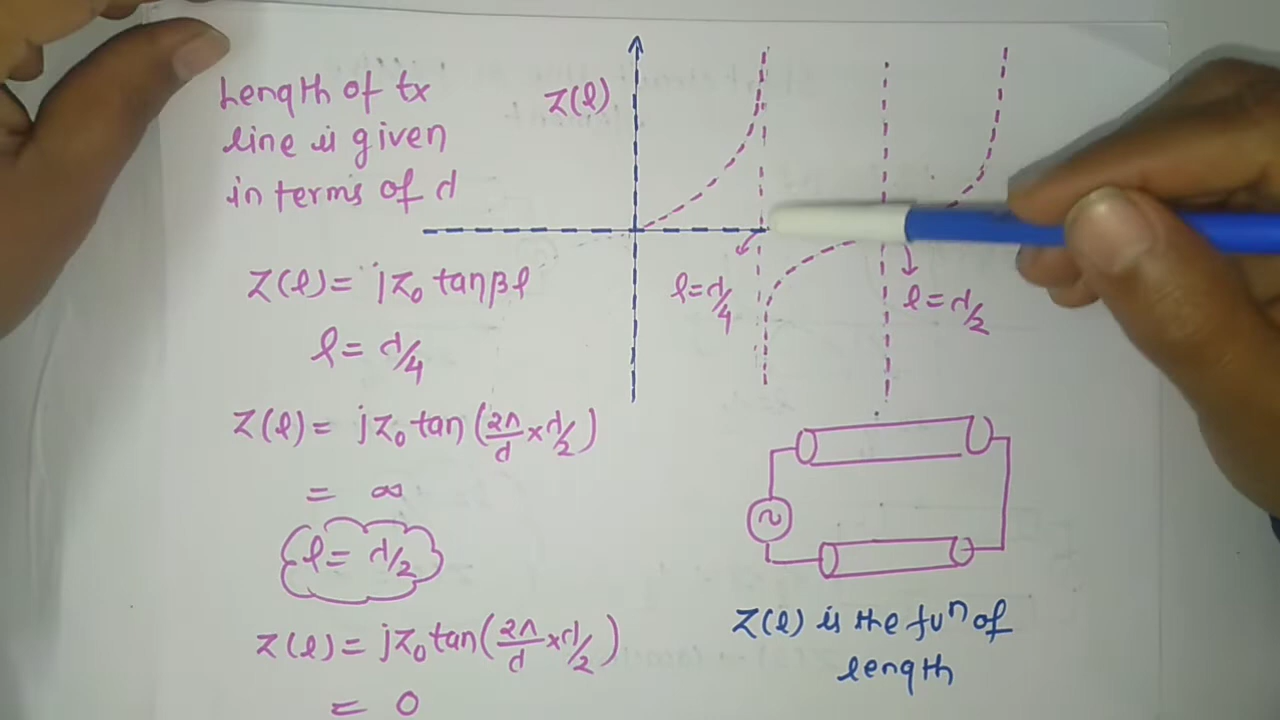 Length of tx
line is given
in terms of λ
Z(l) = jZ₀ tanβl
l = λ/4
Z(l) = jZ₀ tan(2π/λ × λ/2)
= ∞
l = λ/2
Z(l) = jZ₀ tan(2π/λ × λ/2)
= 0
Z(l)
l = λ/4
l = λ/2
~
Z(l) is the fuⁿ of
length